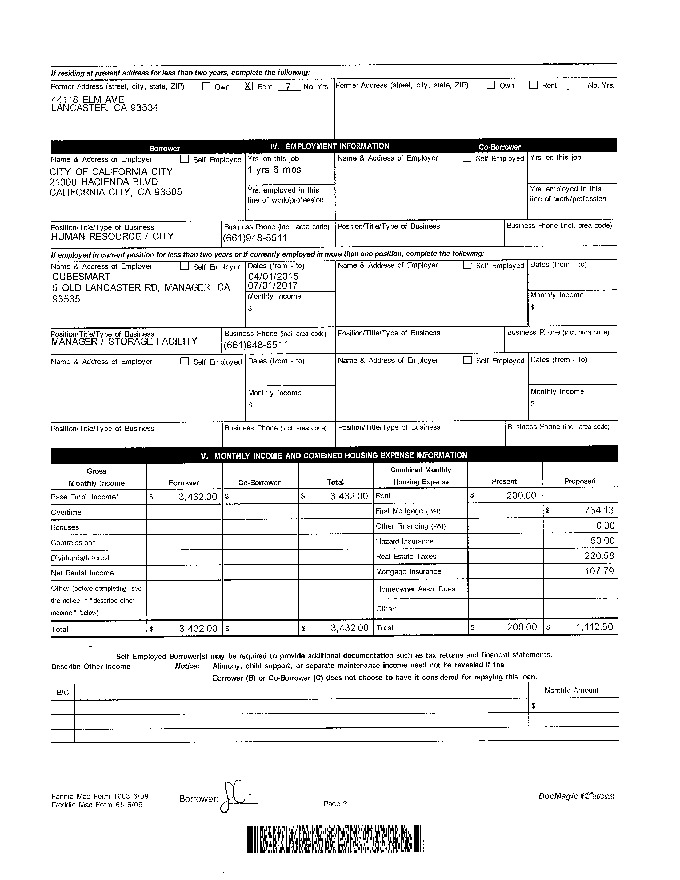 If residing at present address for less than two years, complete the following:
Former Address (street, city, state, ZIP) Own X Rent 7 No. Yrs. Former Address (street, city, state, ZIP) Own Rent No. Yrs.
ELM AVE
LANCASTER, CA 93534
Borrower IV. EMPLOYMENT INFORMATION Co-Borrower
Name & Address of Employer Self Employed Yrs. on this job Name & Address of Employer Self Employed Yrs. on this job
CITY OF CALIFORNIA CITY 1 yrs 5 mos
21000 HACIENDA BLVD
CALIFORNIA CITY, CA 93505
Yrs. employed in this line of work/profession Yrs. employed in this line of work/profession
Position/Title/Type of Business Business Phone (incl. area code) Position/Title/Type of Business Business Phone (incl. area code)
HUMAN RESOURCE / CITY (661)948-5511
If employed in current position for less than two years or if currently employed in more than one position, complete the following:
Name & Address of Employer Self Employed Dates (from - to) Name & Address of Employer Self Employed Dates (from - to)
CUBESMART 04/01/2015
5 OLD LANCASTER RD, MANAGER, CA 07/01/2017
93535 Monthly Income Monthly Income
$ $
Position/Title/Type of Business Business Phone (incl. area code) Position/Title/Type of Business Business Phone (incl. area code)
MANAGER / STORAGE FACILITY (661)948-5511
Name & Address of Employer Self Employed Dates (from - to) Name & Address of Employer Self Employed Dates (from - to)
Monthly Income Monthly Income
$ $
Position/Title/Type of Business Business Phone (incl. area code) Position/Title/Type of Business Business Phone (incl. area code)
V. MONTHLY INCOME AND COMBINED HOUSING EXPENSE INFORMATION
Gross Combined Monthly
Monthly Income Borrower Co-Borrower Total Housing Expense Present Proposed
Base Empl. Income* $ 3,432.00 $ $ 3,432.00 Rent $ 200.00
Overtime First Mortgage (P&I) $ 734.13
Bonuses Other Financing (P&I) 0.00
Commissions Hazard Insurance 50.00
Dividends/Interest Real Estate Taxes 220.58
Net Rental Income Mortgage Insurance 107.79
Other (before completing, see Homeowner Assn. Dues
the notice in "describe other
income," below) Other:
Total $ 3,432.00 $ $ 3,432.00 Total $ 200.00 $ 1,112.50
Self Employed Borrower(s) may be required to provide additional documentation such as tax returns and financial statements.
Describe Other Income Notice: Alimony, child support, or separate maintenance income need not be revealed if the
Borrower (B) or Co-Borrower (C) does not choose to have it considered for repaying this loan.
B/C Monthly Amount
$
Fannie Mae Form 1003 6/09
Freddie Mac Form 65 6/09 Borrower: Page 2 DocMagic